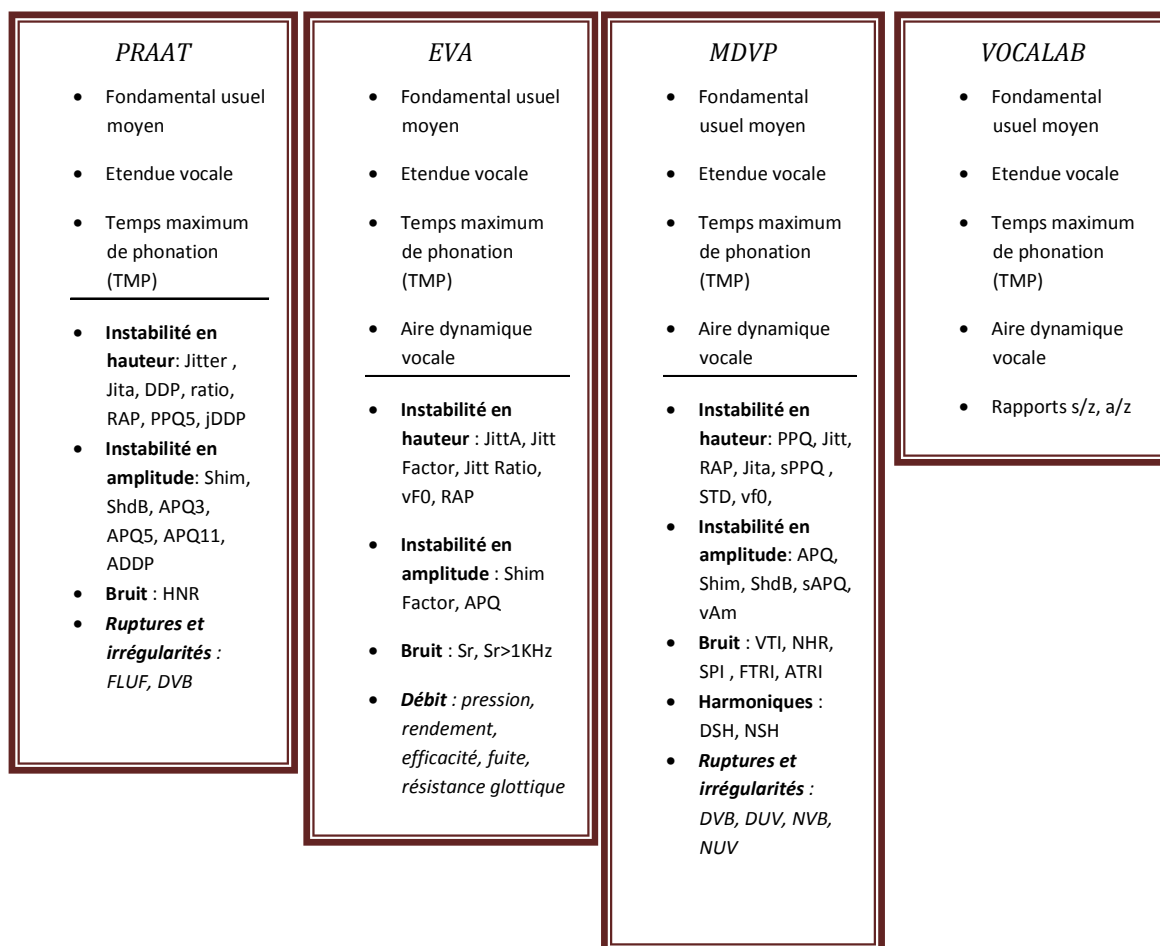 PRAAT
• Fondamental usuel
moyen
• Etendue vocale
• Temps maximum
de phonation
(TMP)
• Instabilité en
hauteur: Jitter ,
Jita, DDP, ratio,
RAP, PPQ5, jDDP
• Instabilité en
amplitude: Shim,
ShdB, APQ3,
APQ5, APQ11,
ADDP
• Bruit : HNR
• Ruptures et
irrégularités :
FLUF, DVB
EVA
• Fondamental usuel
moyen
• Etendue vocale
• Temps maximum
de phonation
(TMP)
• Aire dynamique
vocale
• Instabilité en
hauteur : JittA, Jitt
Factor, Jitt Ratio,
vF0, RAP
• Instabilité en
amplitude : Shim
Factor, APQ
• Bruit : Sr, Sr>1KHz
• Débit : pression,
rendement,
efficacité, fuite,
résistance glottique
MDVP
• Fondamental
usuel moyen
• Etendue vocale
• Temps maximum
de phonation
(TMP)
• Aire dynamique
vocale
• Instabilité en
hauteur: PPQ, Jitt,
RAP, Jita, sPPQ ,
STD, vf0,
• Instabilité en
amplitude: APQ,
Shim, ShdB, sAPQ,
vAm
• Bruit : VTI, NHR,
SPI , FTRI, ATRI
• Harmoniques :
DSH, NSH
• Ruptures et
irrégularités :
DVB, DUV, NVB,
NUV
VOCALAB
• Fondamental
usuel moyen
• Etendue vocale
• Temps maximum
de phonation
(TMP)
• Aire dynamique
vocale
• Rapports s/z, a/z